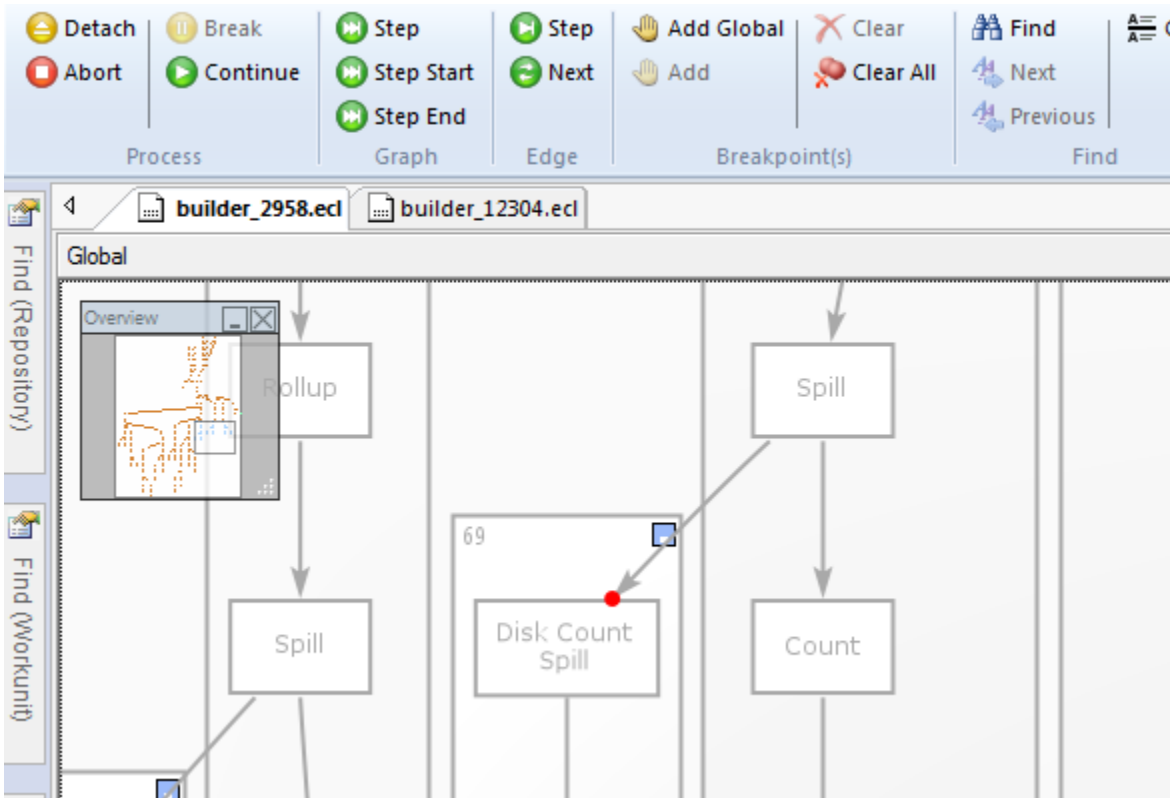 Detach
Abort
Break
Continue
Process
Step
Step Start
Step End
Graph
Step
Next
Edge
Add Global
Add
Clear
Clear All
Breakpoint(s)
Find
Next
Previous
Find
Find (Repository)
Find (Workunit)
builder_2958.ecl
builder_12304.ecl
Global
Overview
Rollup
Spill
69
Spill
Disk Count
Spill
Count